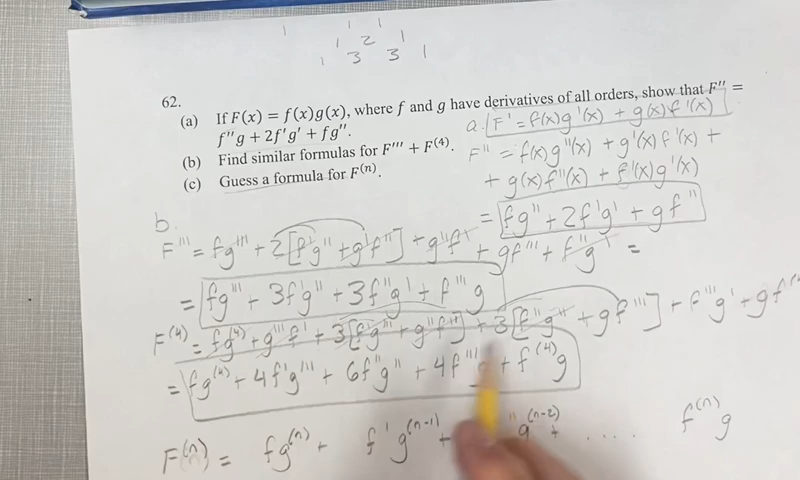 1 1 1
1 2 1
1 3 3 1
62.
(a) If F(x) = f(x)g(x), where f and g have derivatives of all orders, show that F'' =
f''g + 2f'g' + fg''.
(b) Find similar formulas for F''' + F⁽⁴⁾.
(c) Guess a formula for F⁽ⁿ⁾.
a. F' = f(x)g'(x) + g(x)f'(x)
F'' = f(x)g''(x) + g'(x)f'(x) +
+ g(x)f''(x) + f'(x)g'(x)
= fg'' + 2f'g' + gf''
b.
F''' = fg''' + 2[f'g'' + g'f''] + g''f' + gf''' + f''g' =
= fg''' + 3f'g'' + 3f''g' + f'''g
F⁽⁴⁾ = fg⁽⁴⁾ + g'''f' + 3[f'g''' + g''f''] + 3[f''g'' + g'f'''] + f'''g' + gf⁽⁴
= fg⁽⁴⁾ + 4f'g''' + 6f''g'' + 4f''' + f⁽⁴⁾g
F⁽ⁿ⁾ = fg⁽ⁿ⁾ + f'g⁽ⁿ⁻¹⁾ + ''g⁽ⁿ⁻²⁾ + .... f⁽ⁿ⁾g